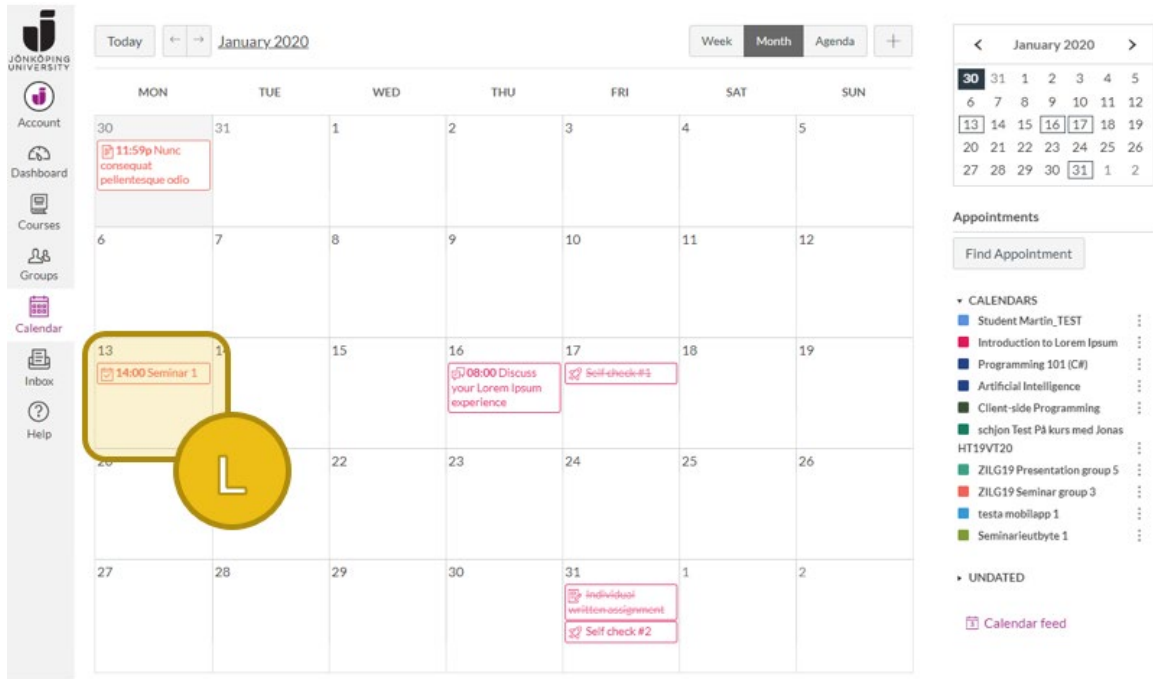 JÖNKÖPING
UNIVERSITY
Account
Dashboard
Courses
Groups
Calendar
Inbox
Help
Today ← → January 2020 Week Month Agenda +
MON TUE WED THU FRI SAT SUN
30 31 1 2 3 4 5
11:59p Nunc
consequat
pellentesque odio
6 7 8 9 10 11 12
13 14 15 16 17 18 19
14:00 Seminar 1
08:00 Discuss
your Lorem Ipsum
experience
Self check #1
L
20 22 23 24 25 26
27 28 29 30 31 1 2
Individual
written assignment
Self check #2
< January 2020 >
30 31 1 2 3 4 5
6 7 8 9 10 11 12
13 14 15 16 17 18 19
20 21 22 23 24 25 26
27 28 29 30 31 1 2
Appointments
Find Appointment
CALENDARS
Student Martin_TEST
Introduction to Lorem Ipsum
Programming 101 (C#)
Artificial Intelligence
Client-side Programming
schjon Test På kurs med Jonas
HT19VT20
ZILG19 Presentation group 5
ZILG19 Seminar group 3
testa mobilapp 1
Seminarieutbyte 1
UNDATED
Calendar feed